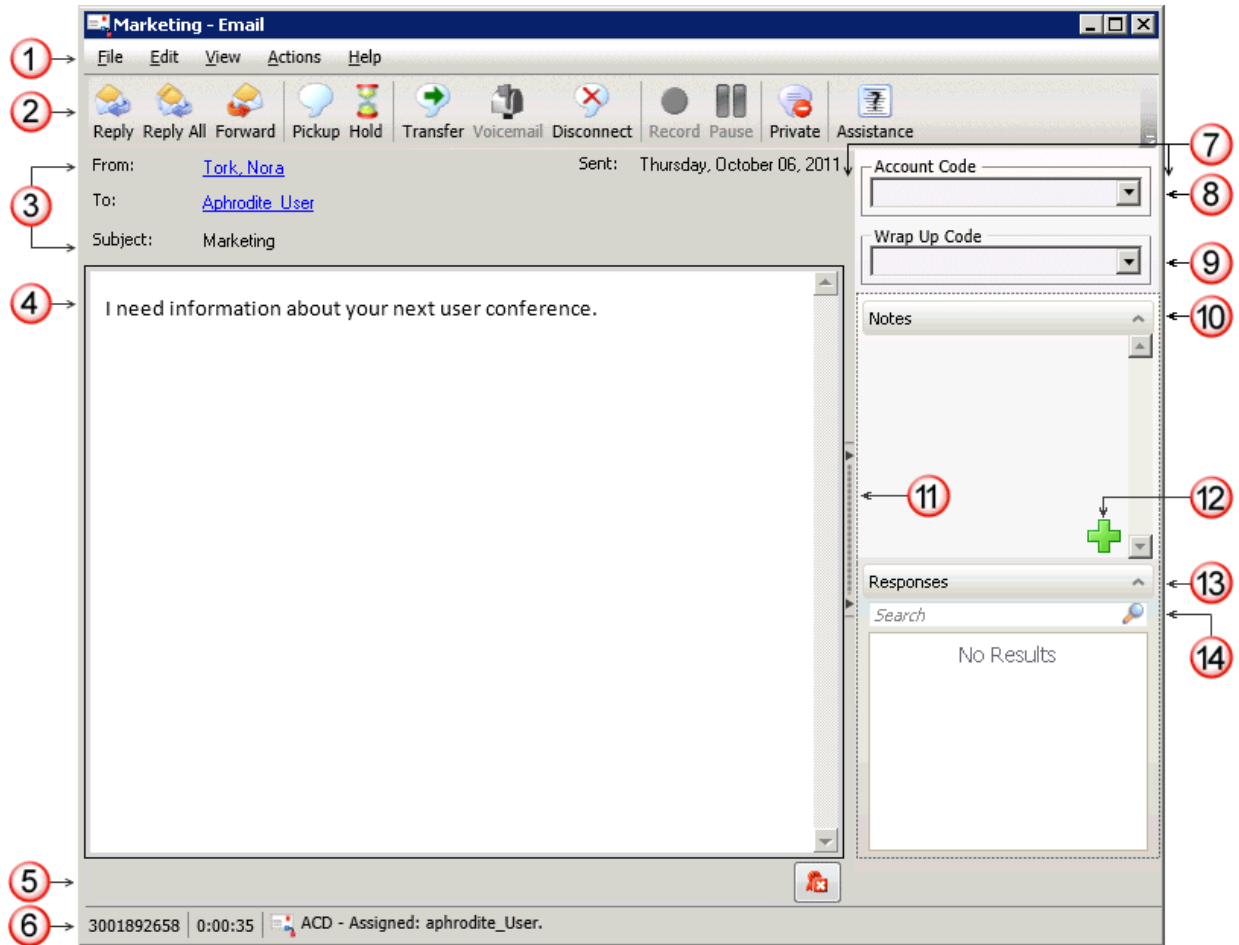 Marketing - Email
1
File Edit View Actions Help
2
Reply Reply All Forward Pickup Hold Transfer Voicemail Disconnect Record Pause Private Assistance
7
From: Tork, Nora Sent: Thursday, October 06, 2011
Account Code
3
To: Aphrodite_User
8
Subject: Marketing
Wrap Up Code
9
4
I need information about your next user conference.
Notes
10
11
12
Responses
13
Search
No Results
14
5
6
3001892658 0:00:35 ACD - Assigned: aphrodite_User.